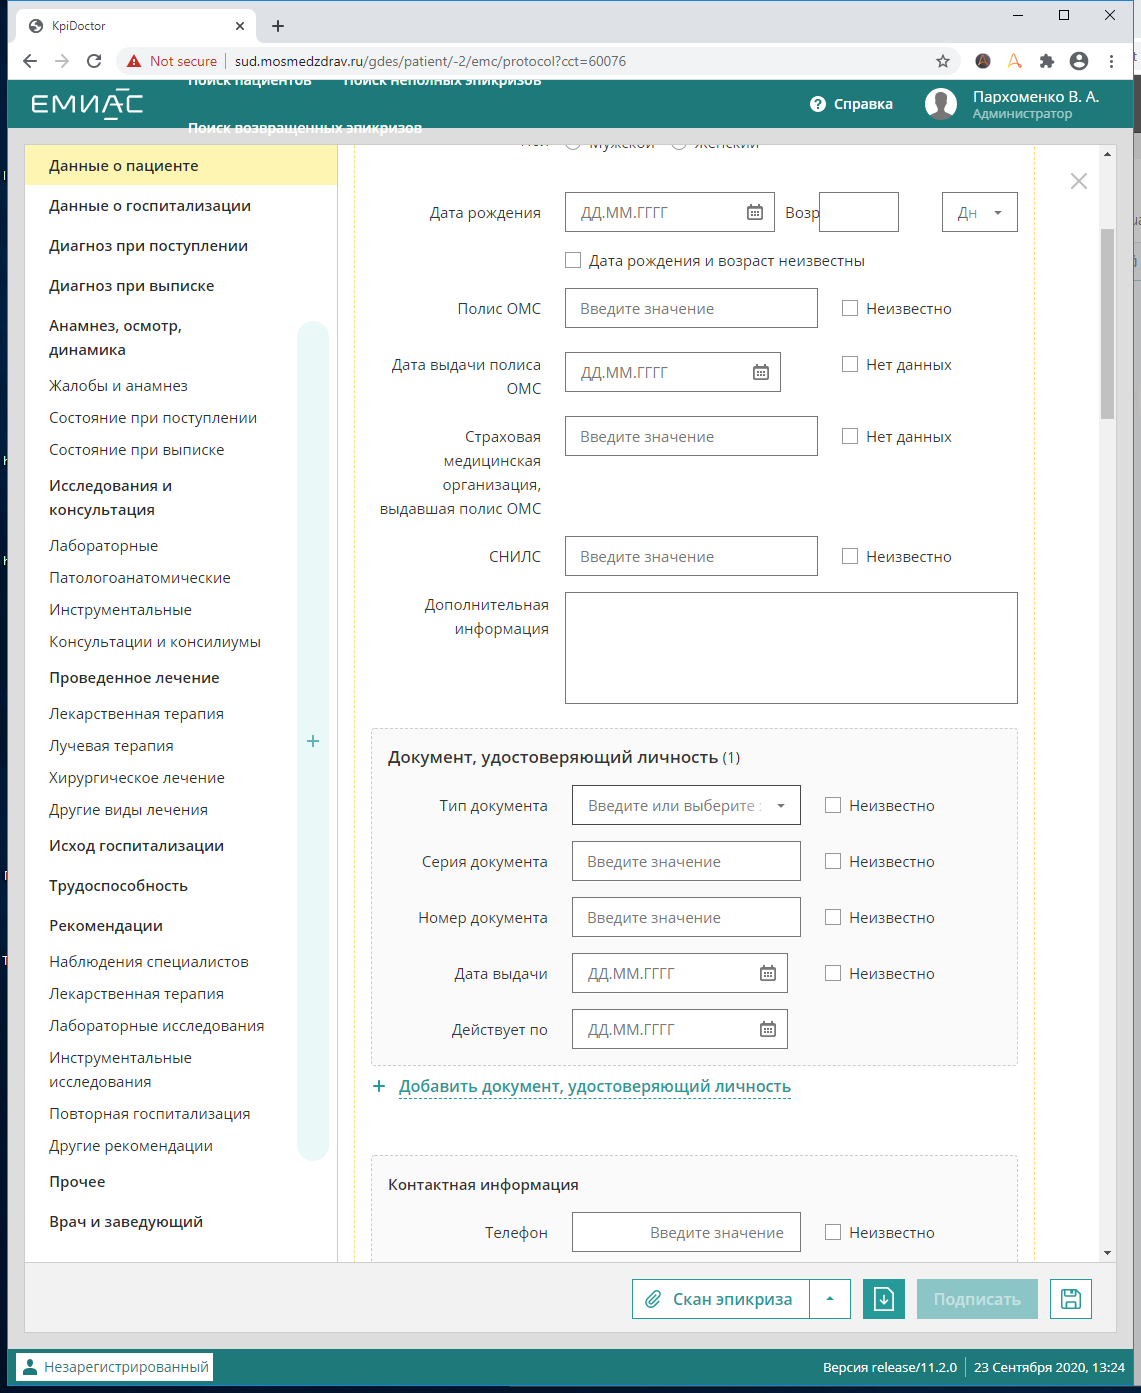 KpiDoctor
Not secure
sud.mosmedzdrav.ru/gdes/patient/-2/emc/protocol?cct=60076
Поиск пациентов
Поиск неполных эпикризов
ЕМИАС
Поиск возвращенных эпикризов
Справка
Пархоменко В. А.
Администратор
Данные о пациенте
Данные о госпитализации
Диагноз при поступлении
Диагноз при выписке
Анамнез, осмотр,
динамика
Жалобы и анамнез
Состояние при поступлении
Состояние при выписке
Исследования и
консультация
Лабораторные
Патологоанатомические
Инструментальные
Консультации и консилиумы
Проведенное лечение
Лекарственная терапия
Лучевая терапия
Хирургическое лечение
Другие виды лечения
Исход госпитализации
Трудоспособность
Рекомендации
Наблюдения специалистов
Лекарственная терапия
Лабораторные исследования
Инструментальные
исследования
Повторная госпитализация
Другие рекомендации
Прочее
Врач и заведующий
Пол
Мужской
Женский
Дата рождения
ДД.ММ.ГГГГ
Возр
Дн
Дата рождения и возраст неизвестны
Полис ОМС
Введите значение
Неизвестно
Дата выдачи полиса
ОМС
ДД.ММ.ГГГГ
Нет данных
Страховая
медицинская
организация,
выдавшая полис ОМС
Введите значение
Нет данных
СНИЛС
Введите значение
Неизвестно
Дополнительная
информация
Документ, удостоверяющий личность (1)
Тип документа
Введите или выберите
Неизвестно
Серия документа
Введите значение
Неизвестно
Номер документа
Введите значение
Неизвестно
Дата выдачи
ДД.ММ.ГГГГ
Неизвестно
Действует по
ДД.ММ.ГГГГ
+ Добавить документ, удостоверяющий личность
Контактная информация
Телефон
Введите значение
Неизвестно
Скан эпикриза
Подписать
Незарегистрированный
Версия release/11.2.0
23 Сентября 2020, 13:24